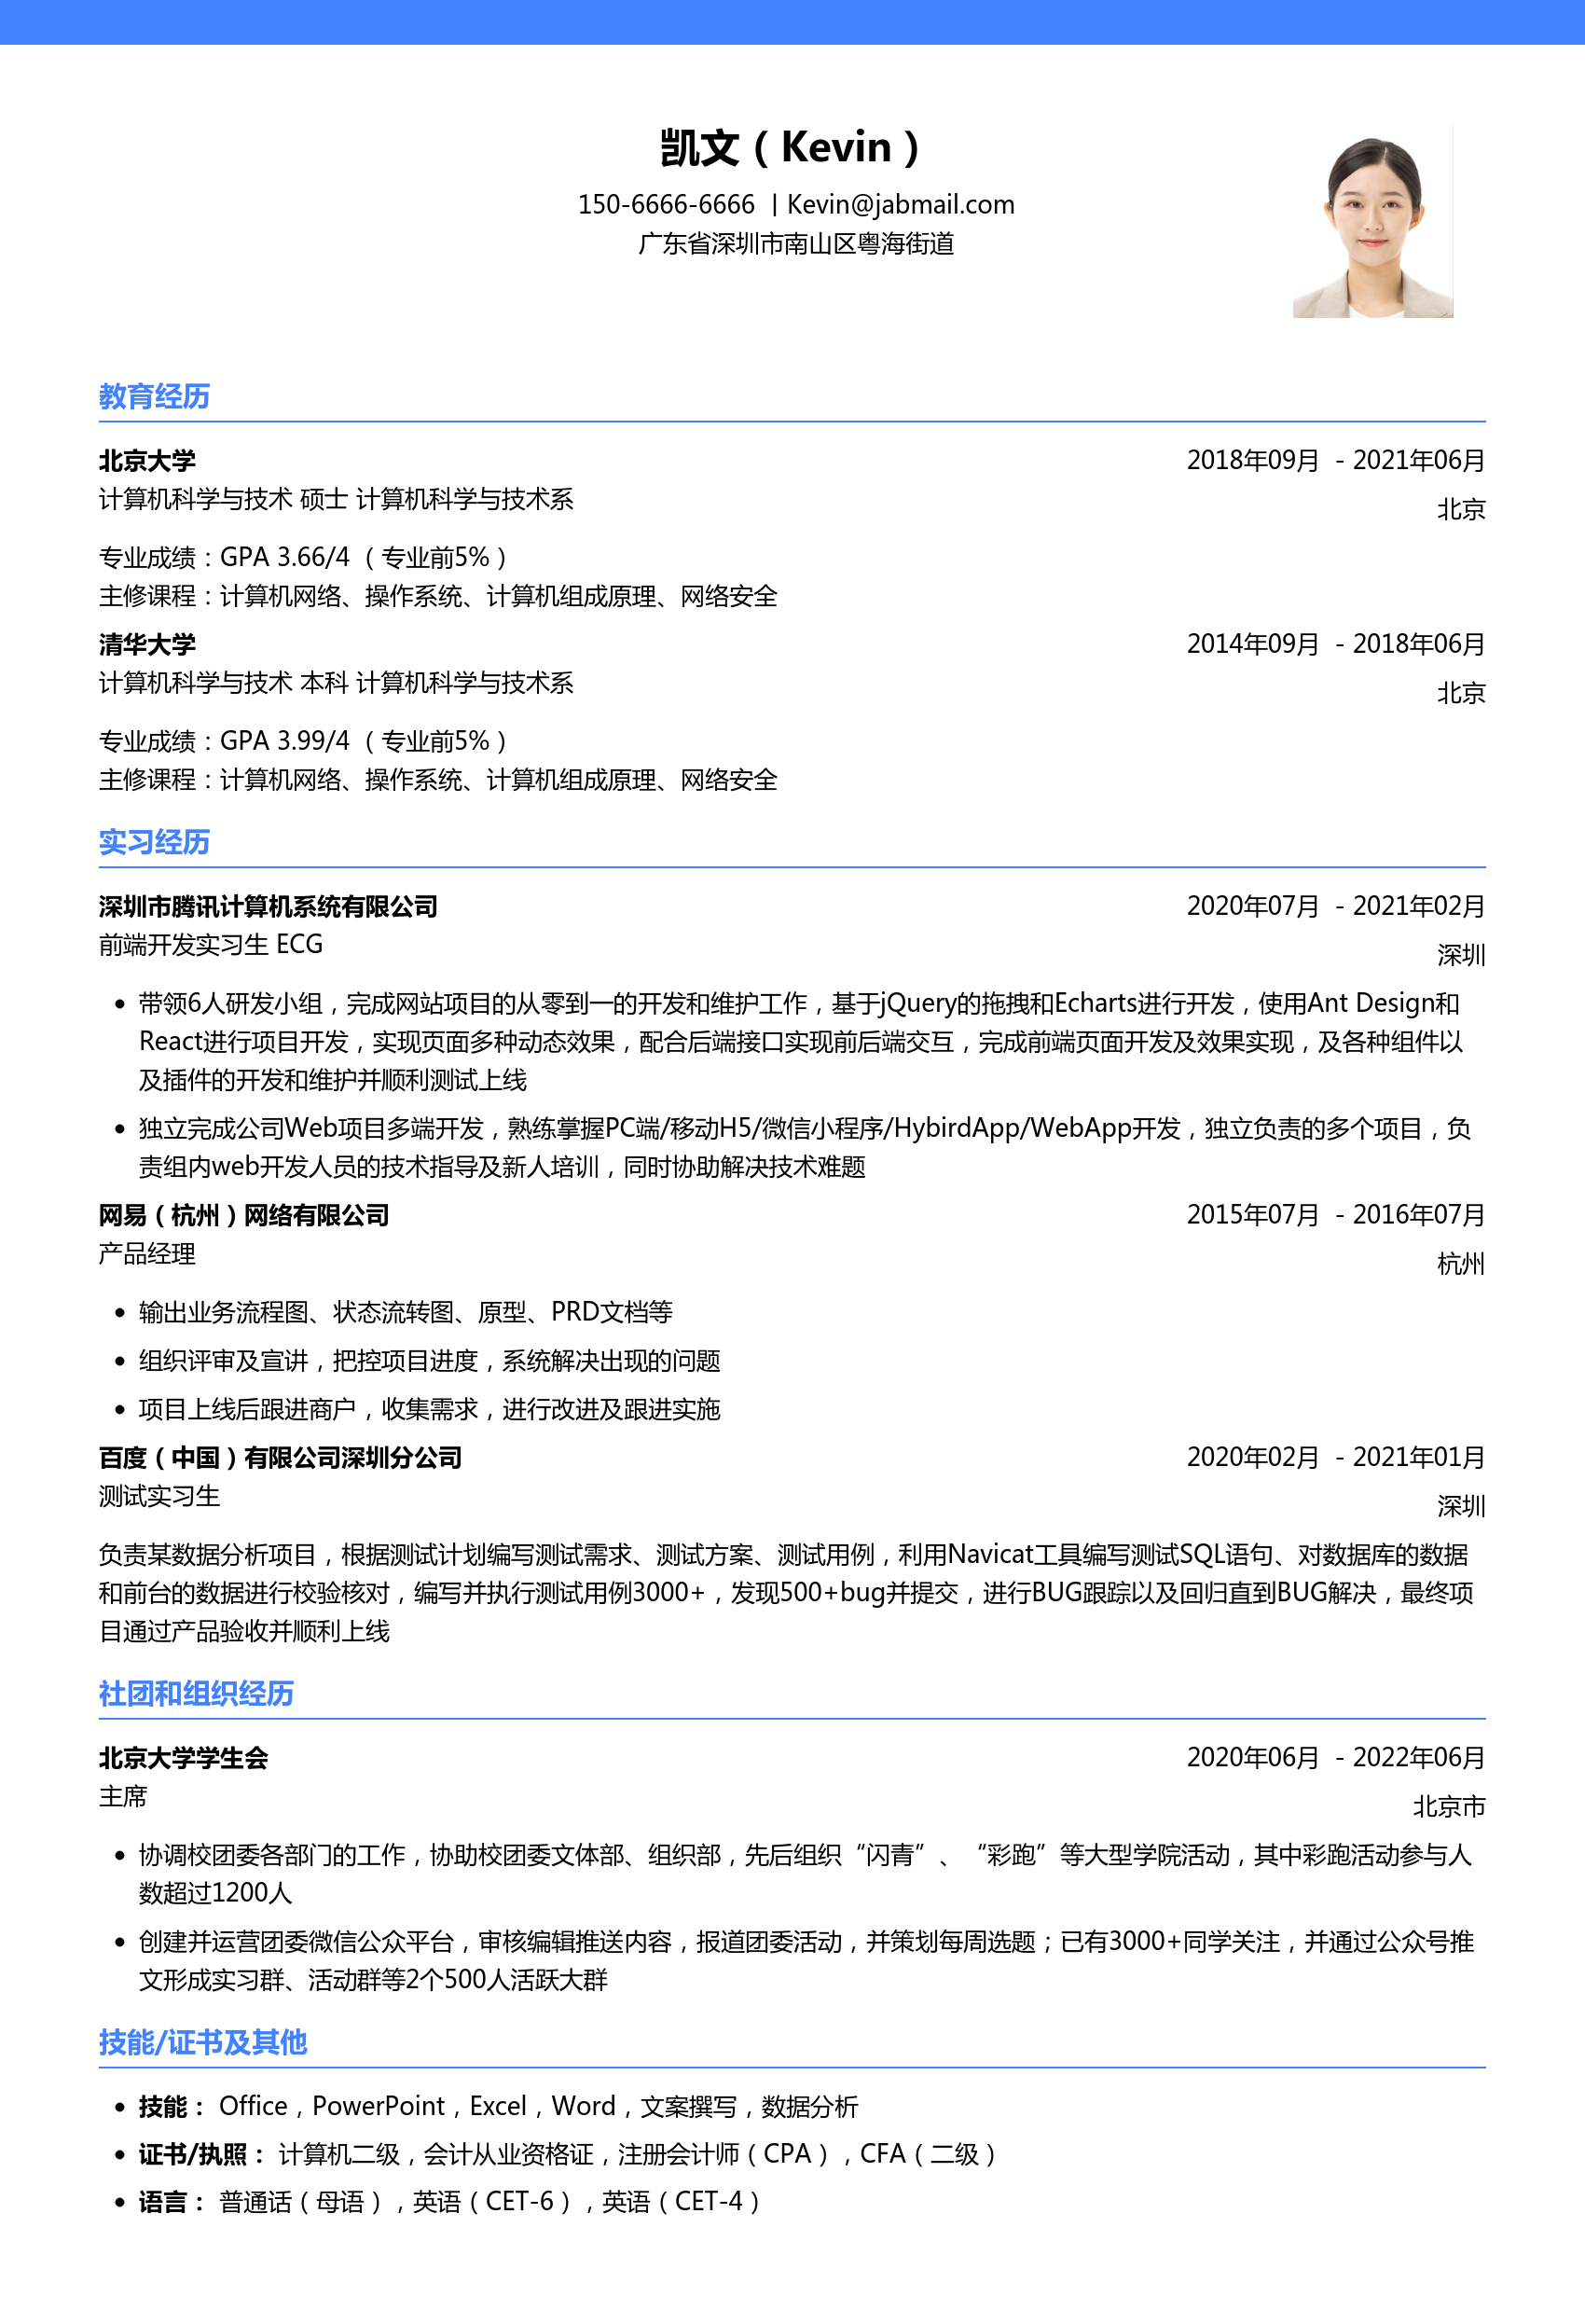 凯文（Kevin）
150-6666-6666 | Kevin@jabmail.com
广东省深圳市南山区粤海街道
教育经历
北京大学 2018年09月 - 2021年06月
计算机科学与技术 硕士 计算机科学与技术系 北京
专业成绩：GPA 3.66/4 （专业前5%）
主修课程：计算机网络、操作系统、计算机组成原理、网络安全
清华大学 2014年09月 - 2018年06月
计算机科学与技术 本科 计算机科学与技术系 北京
专业成绩：GPA 3.99/4 （专业前5%）
主修课程：计算机网络、操作系统、计算机组成原理、网络安全
实习经历
深圳市腾讯计算机系统有限公司 2020年07月 - 2021年02月
前端开发实习生 ECG 深圳
• 带领6人研发小组，完成网站项目的从零到一的开发和维护工作，基于jQuery的拖拽和Echarts进行开发，使用Ant Design和
React进行项目开发，实现页面多种动态效果，配合后端接口实现前后端交互，完成前端页面开发及效果实现，及各种组件以
及插件的开发和维护并顺利测试上线
• 独立完成公司Web项目多端开发，熟练掌握PC端/移动H5/微信小程序/HybirdApp/WebApp开发，独立负责的多个项目，负
责组内web开发人员的技术指导及新人培训，同时协助解决技术难题
网易（杭州）网络有限公司 2015年07月 - 2016年07月
产品经理 杭州
• 输出业务流程图、状态流转图、原型、PRD文档等
• 组织评审及宣讲，把控项目进度，系统解决出现的问题
• 项目上线后跟进商户，收集需求，进行改进及跟进实施
百度（中国）有限公司深圳分公司 2020年02月 - 2021年01月
测试实习生 深圳
负责某数据分析项目，根据测试计划编写测试需求、测试方案、测试用例，利用Navicat工具编写测试SQL语句、对数据库的数据
和前台的数据进行校验核对，编写并执行测试用例3000+，发现500+bug并提交，进行BUG跟踪以及回归直到BUG解决，最终项
目通过产品验收并顺利上线
社团和组织经历
北京大学学生会 2020年06月 - 2022年06月
主席 北京市
• 协调校团委各部门的工作，协助校团委文体部、组织部，先后组织“闪青”、“彩跑”等大型学院活动，其中彩跑活动参与人
数超过1200人
• 创建并运营团委微信公众平台，审核编辑推送内容，报道团委活动，并策划每周选题；已有3000+同学关注，并通过公众号推
文形成实习群、活动群等2个500人活跃大群
技能/证书及其他
• 技能： Office，PowerPoint，Excel，Word，文案撰写，数据分析
• 证书/执照： 计算机二级，会计从业资格证，注册会计师（CPA），CFA（二级）
• 语言： 普通话（母语），英语（CET-6），英语（CET-4）